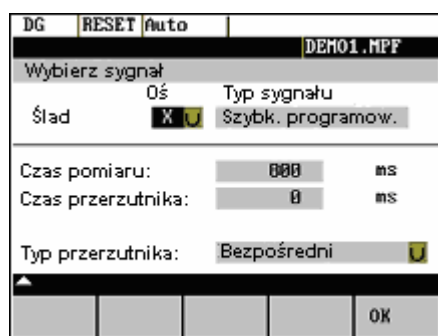 DG RESET Auto
DEMO1.MPF
Wybierz sygnał
Oś Typ sygnału
Ślad X U Szybk. programow.
Czas pomiaru: 800 ms
Czas przerzutnika: 0 ms
Typ przerzutnika: Bezpośredni U
OK